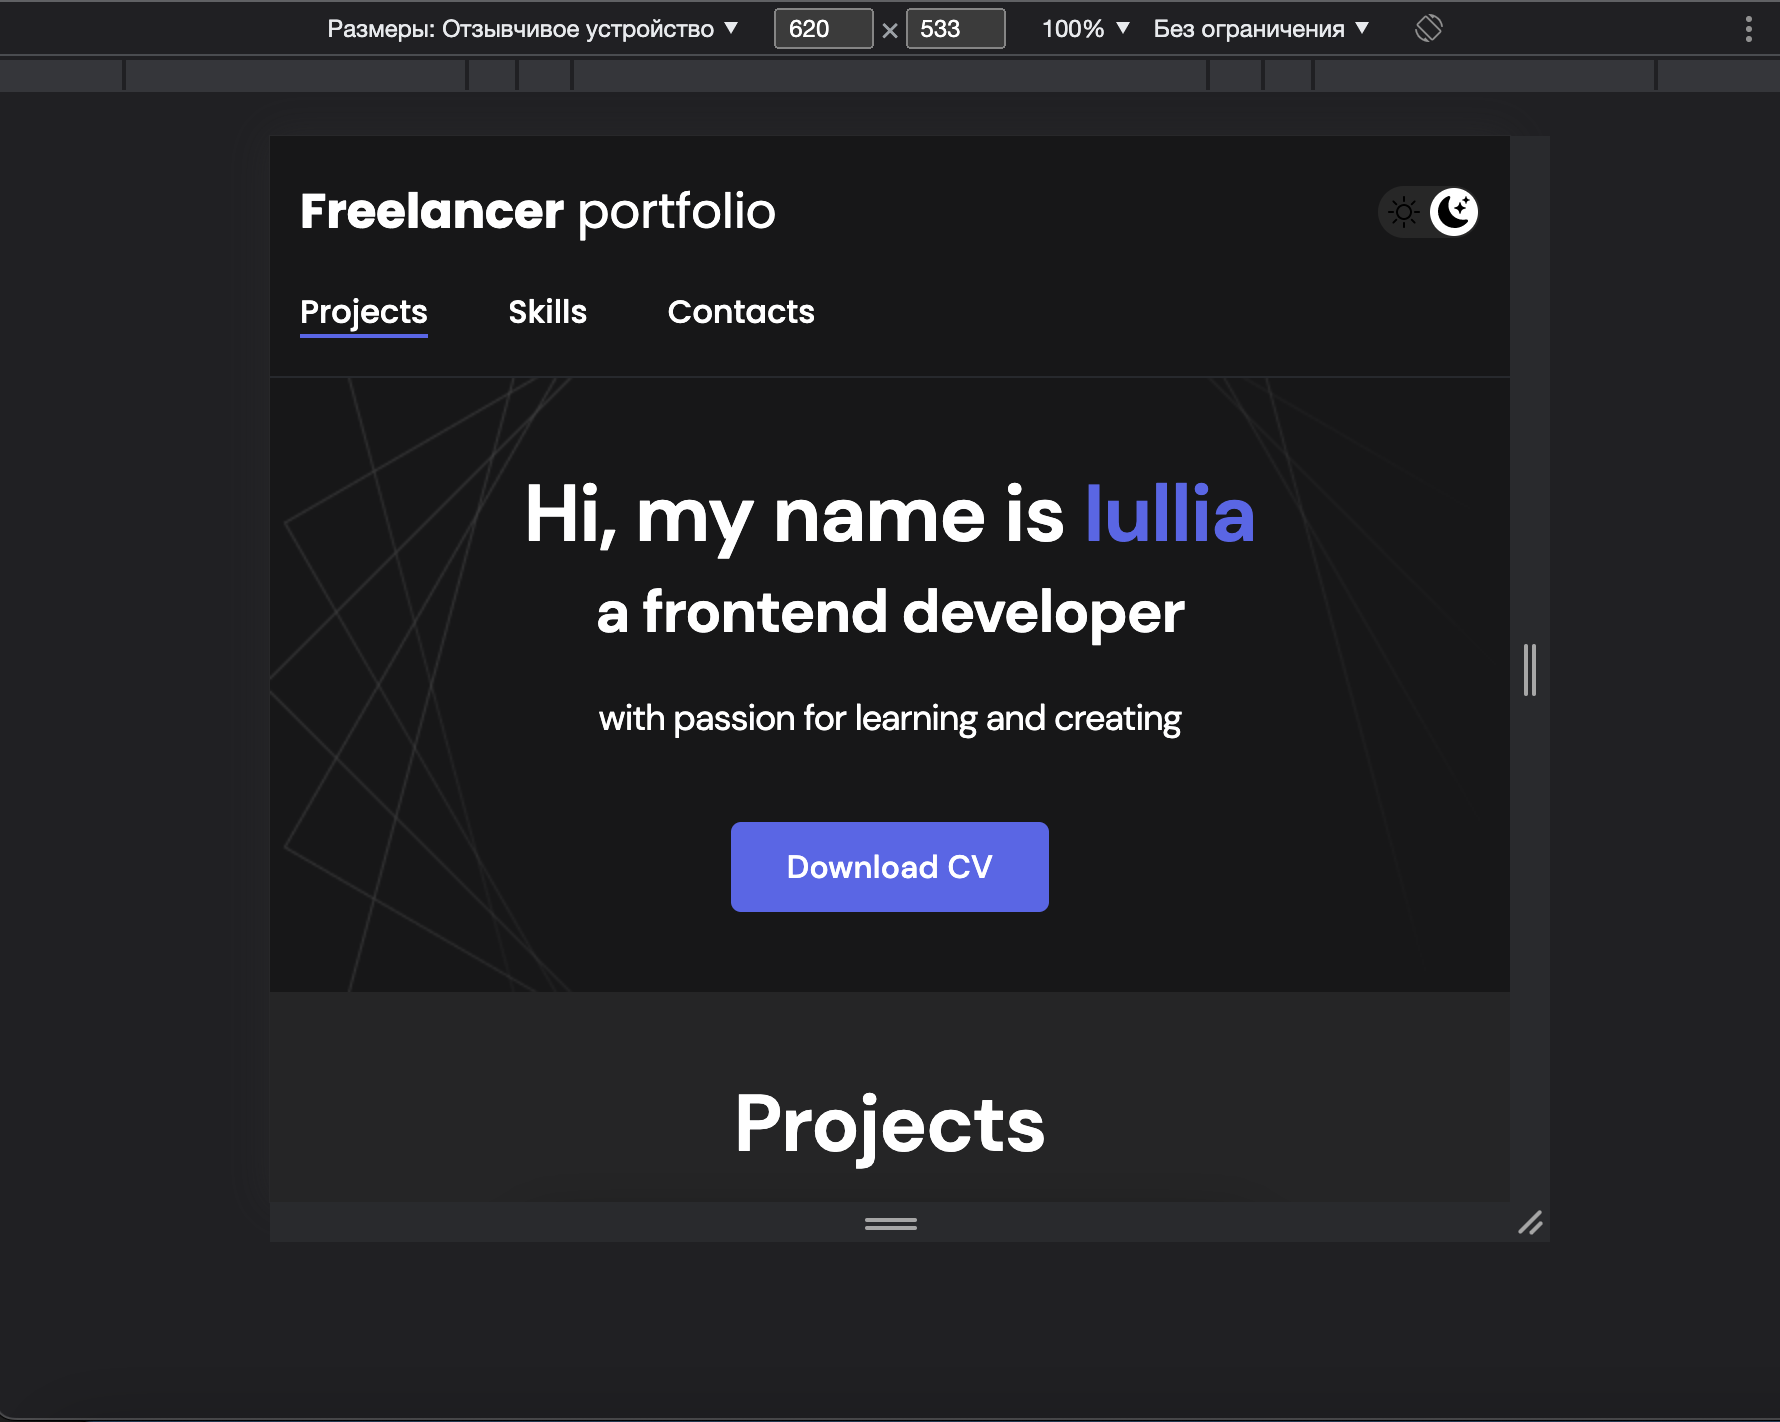 Размеры: Отзывчивое устройство ▼ 620 × 533 100% ▼ Без ограничения ▼
Freelancer portfolio
Projects Skills Contacts
Hi, my name is Iullia
a frontend developer
with passion for learning and creating
Download CV
Projects